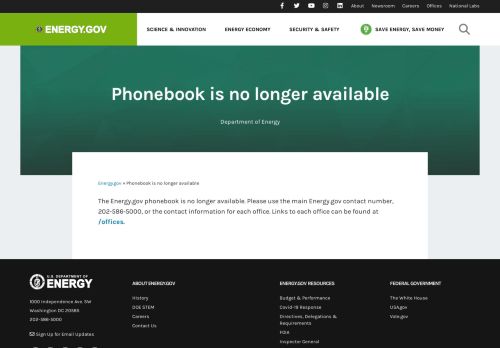 About Newsroom Careers Offices National Labs
ENERGY.GOV SCIENCE & INNOVATION ENERGY ECONOMY SECURITY & SAFETY SAVE ENERGY, SAVE MONEY
Phonebook is no longer available
Department of Energy
Energy.gov » Phonebook is no longer available
The Energy.gov phonebook is no longer available. Please use the main Energy.gov contact number,
202-586-5000, or the contact information for each office. Links to each office can be found at
/offices.
U.S. DEPARTMENT OF
ENERGY
1000 Independence Ave. SW
Washington DC 20585
202-586-5000
Sign Up for Email Updates
ABOUT ENERGY.GOV
History
DOE STEM
Careers
Contact Us
ENERGY.GOV RESOURCES
Budget & Performance
Covid-19 Response
Directives, Delegations &
Requirements
FOIA
Inspector General
FEDERAL GOVERNMENT
The White House
USA.gov
Vote.gov